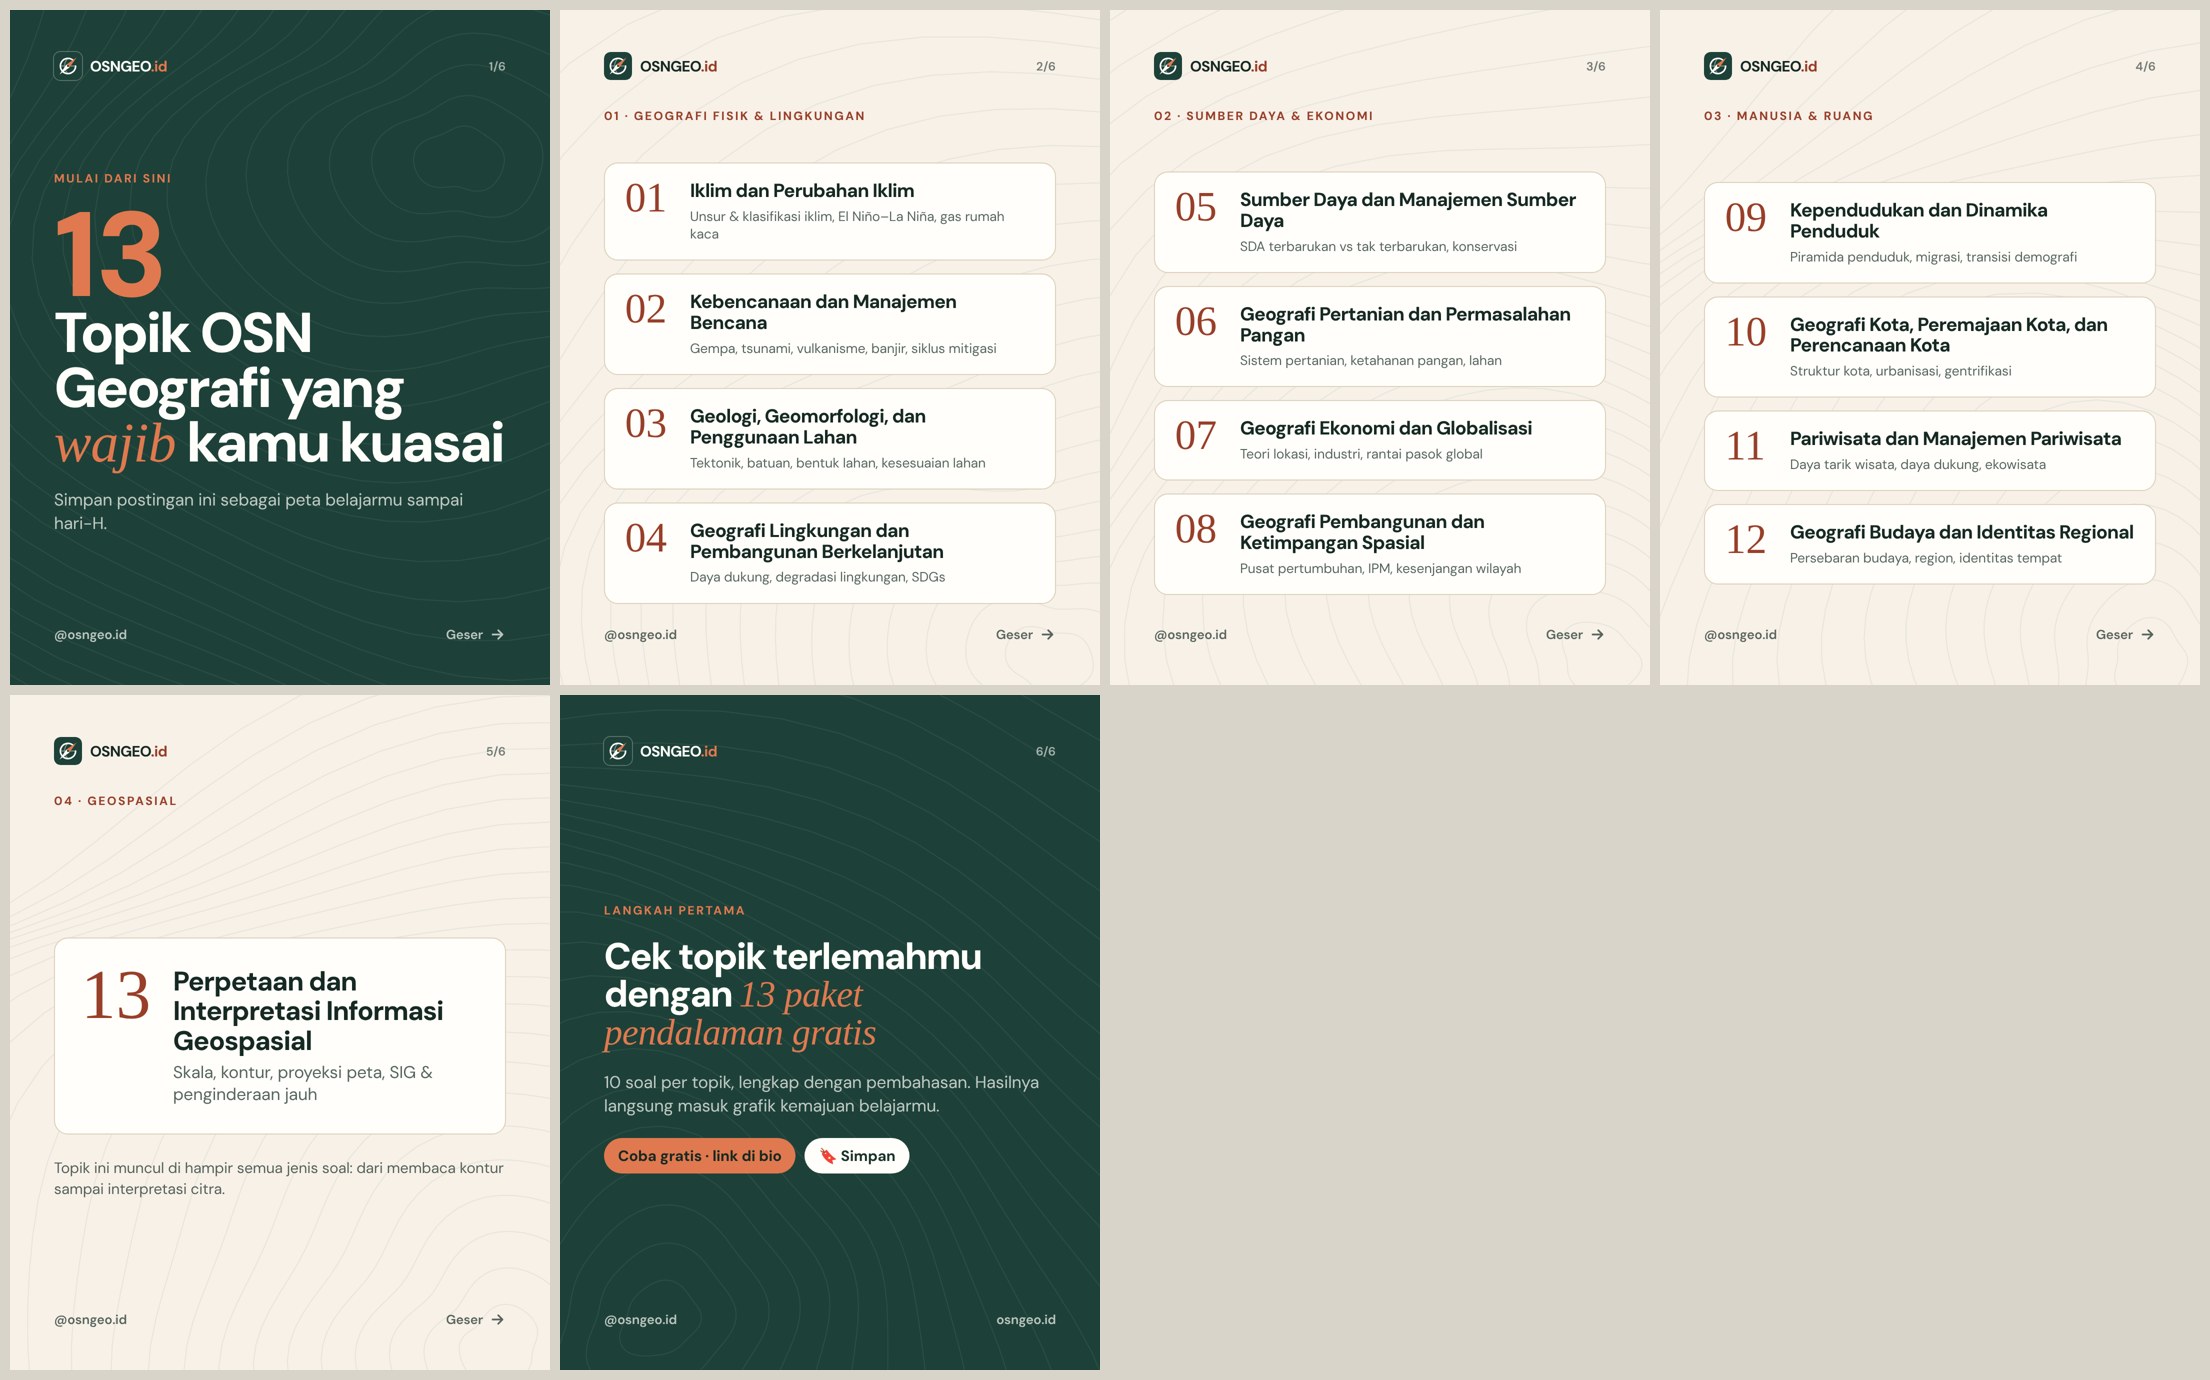 OSNGEO.id
1/6
MULAI DARI SINI
13
Topik OSN
Geografi yang
wajib kamu kuasai
Simpan postingan ini sebagai peta belajarmu sampai
hari-H.
@osngeo.id
Geser →
OSNGEO.id
2/6
01 · GEOGRAFI FISIK & LINGKUNGAN
01
Iklim dan Perubahan Iklim
Unsur & klasifikasi iklim, El Niño–La Niña, gas rumah
kaca
02
Kebencanaan dan Manajemen
Bencana
Gempa, tsunami, vulkanisme, banjir, siklus mitigasi
03
Geologi, Geomorfologi, dan
Penggunaan Lahan
Tektonik, batuan, bentuk lahan, kesesuaian lahan
04
Geografi Lingkungan dan
Pembangunan Berkelanjutan
Daya dukung, degradasi lingkungan, SDGs
@osngeo.id
Geser →
OSNGEO.id
3/6
02 · SUMBER DAYA & EKONOMI
05
Sumber Daya dan Manajemen Sumber
Daya
SDA terbarukan vs tak terbarukan, konservasi
06
Geografi Pertanian dan Permasalahan
Pangan
Sistem pertanian, ketahanan pangan, lahan
07
Geografi Ekonomi dan Globalisasi
Teori lokasi, industri, rantai pasok global
08
Geografi Pembangunan dan
Ketimpangan Spasial
Pusat pertumbuhan, IPM, kesenjangan wilayah
@osngeo.id
Geser →
OSNGEO.id
4/6
03 · MANUSIA & RUANG
09
Kependudukan dan Dinamika
Penduduk
Piramida penduduk, migrasi, transisi demografi
10
Geografi Kota, Peremajaan Kota, dan
Perencanaan Kota
Struktur kota, urbanisasi, gentrifikasi
11
Pariwisata dan Manajemen Pariwisata
Daya tarik wisata, daya dukung, ekowisata
12
Geografi Budaya dan Identitas Regional
Persebaran budaya, region, identitas tempat
@osngeo.id
Geser →
OSNGEO.id
5/6
04 · GEOSPASIAL
13
Perpetaan dan
Interpretasi Informasi
Geospasial
Skala, kontur, proyeksi peta, SIG &
penginderaan jauh
Topik ini muncul di hampir semua jenis soal: dari membaca kontur
sampai interpretasi citra.
@osngeo.id
Geser →
OSNGEO.id
6/6
LANGKAH PERTAMA
Cek topik terlemahmu
dengan 13 paket
pendalaman gratis
10 soal per topik, lengkap dengan pembahasan. Hasilnya
langsung masuk grafik kemajuan belajarmu.
Coba gratis · link di bio
🔖 Simpan
@osngeo.id
osngeo.id